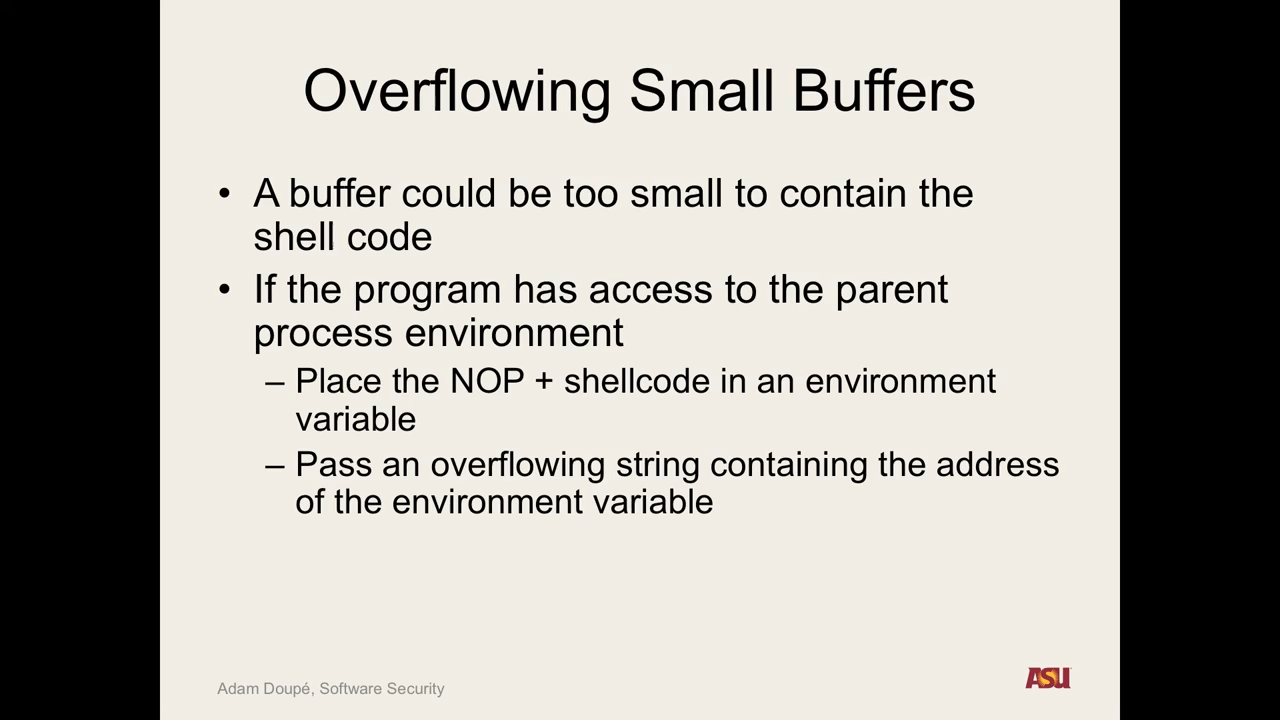 Overflowing Small Buffers
• A buffer could be too small to contain the
shell code
• If the program has access to the parent
process environment
– Place the NOP + shellcode in an environment
variable
– Pass an overflowing string containing the address
of the environment variable
Adam Doupé, Software Security
ASU